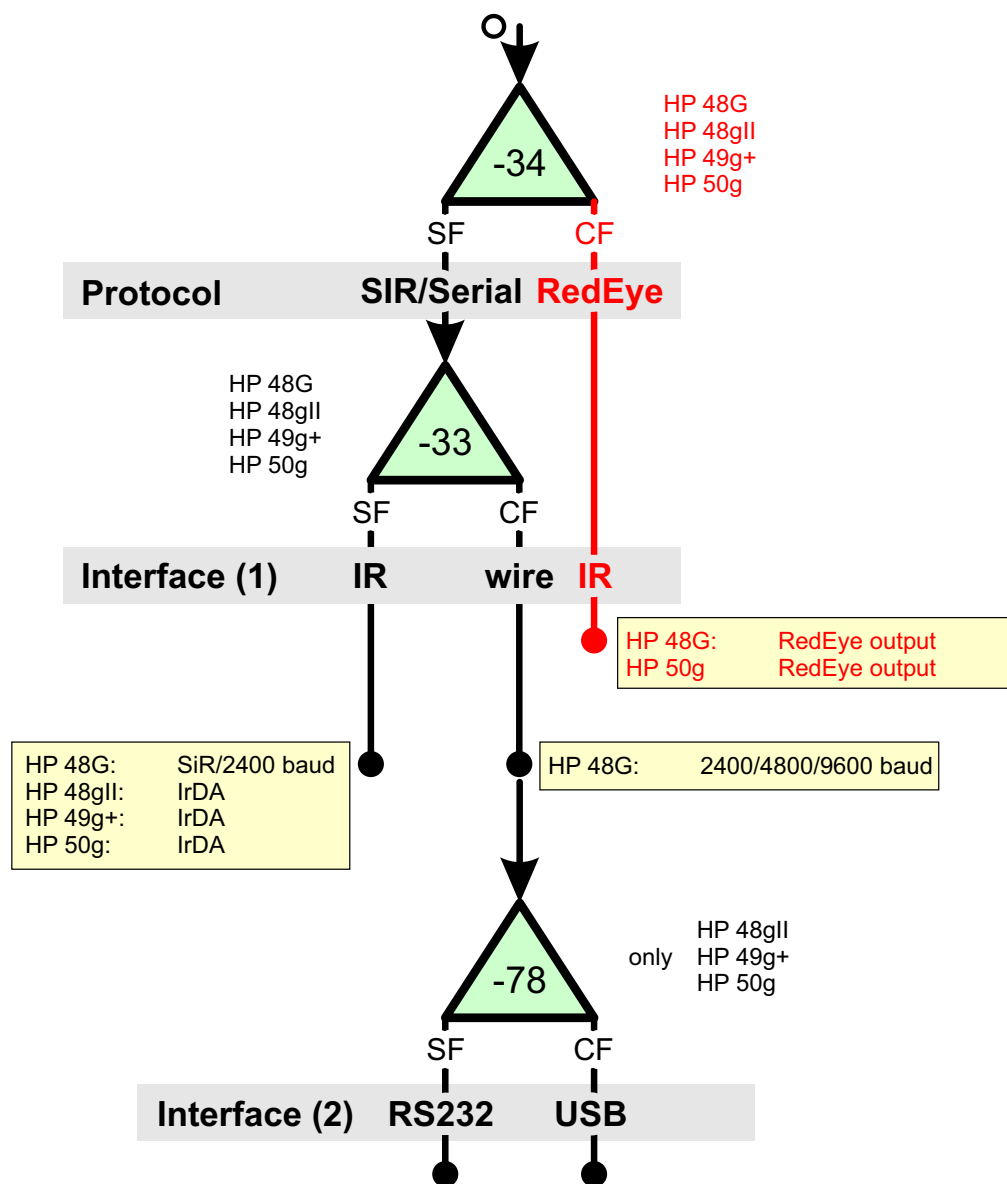 -34
HP 48G
HP 48gII
HP 49g+
HP 50g
SF CF
Protocol SIR/Serial RedEye
HP 48G
HP 48gII
HP 49g+
HP 50g
-33
SF CF
Interface (1) IR wire IR
HP 48G: RedEye output
HP 50g RedEye output
HP 48G: SiR/2400 baud
HP 48gII: IrDA
HP 49g+: IrDA
HP 50g: IrDA
HP 48G: 2400/4800/9600 baud
-78
only
HP 48gII
HP 49g+
HP 50g
SF CF
Interface (2) RS232 USB